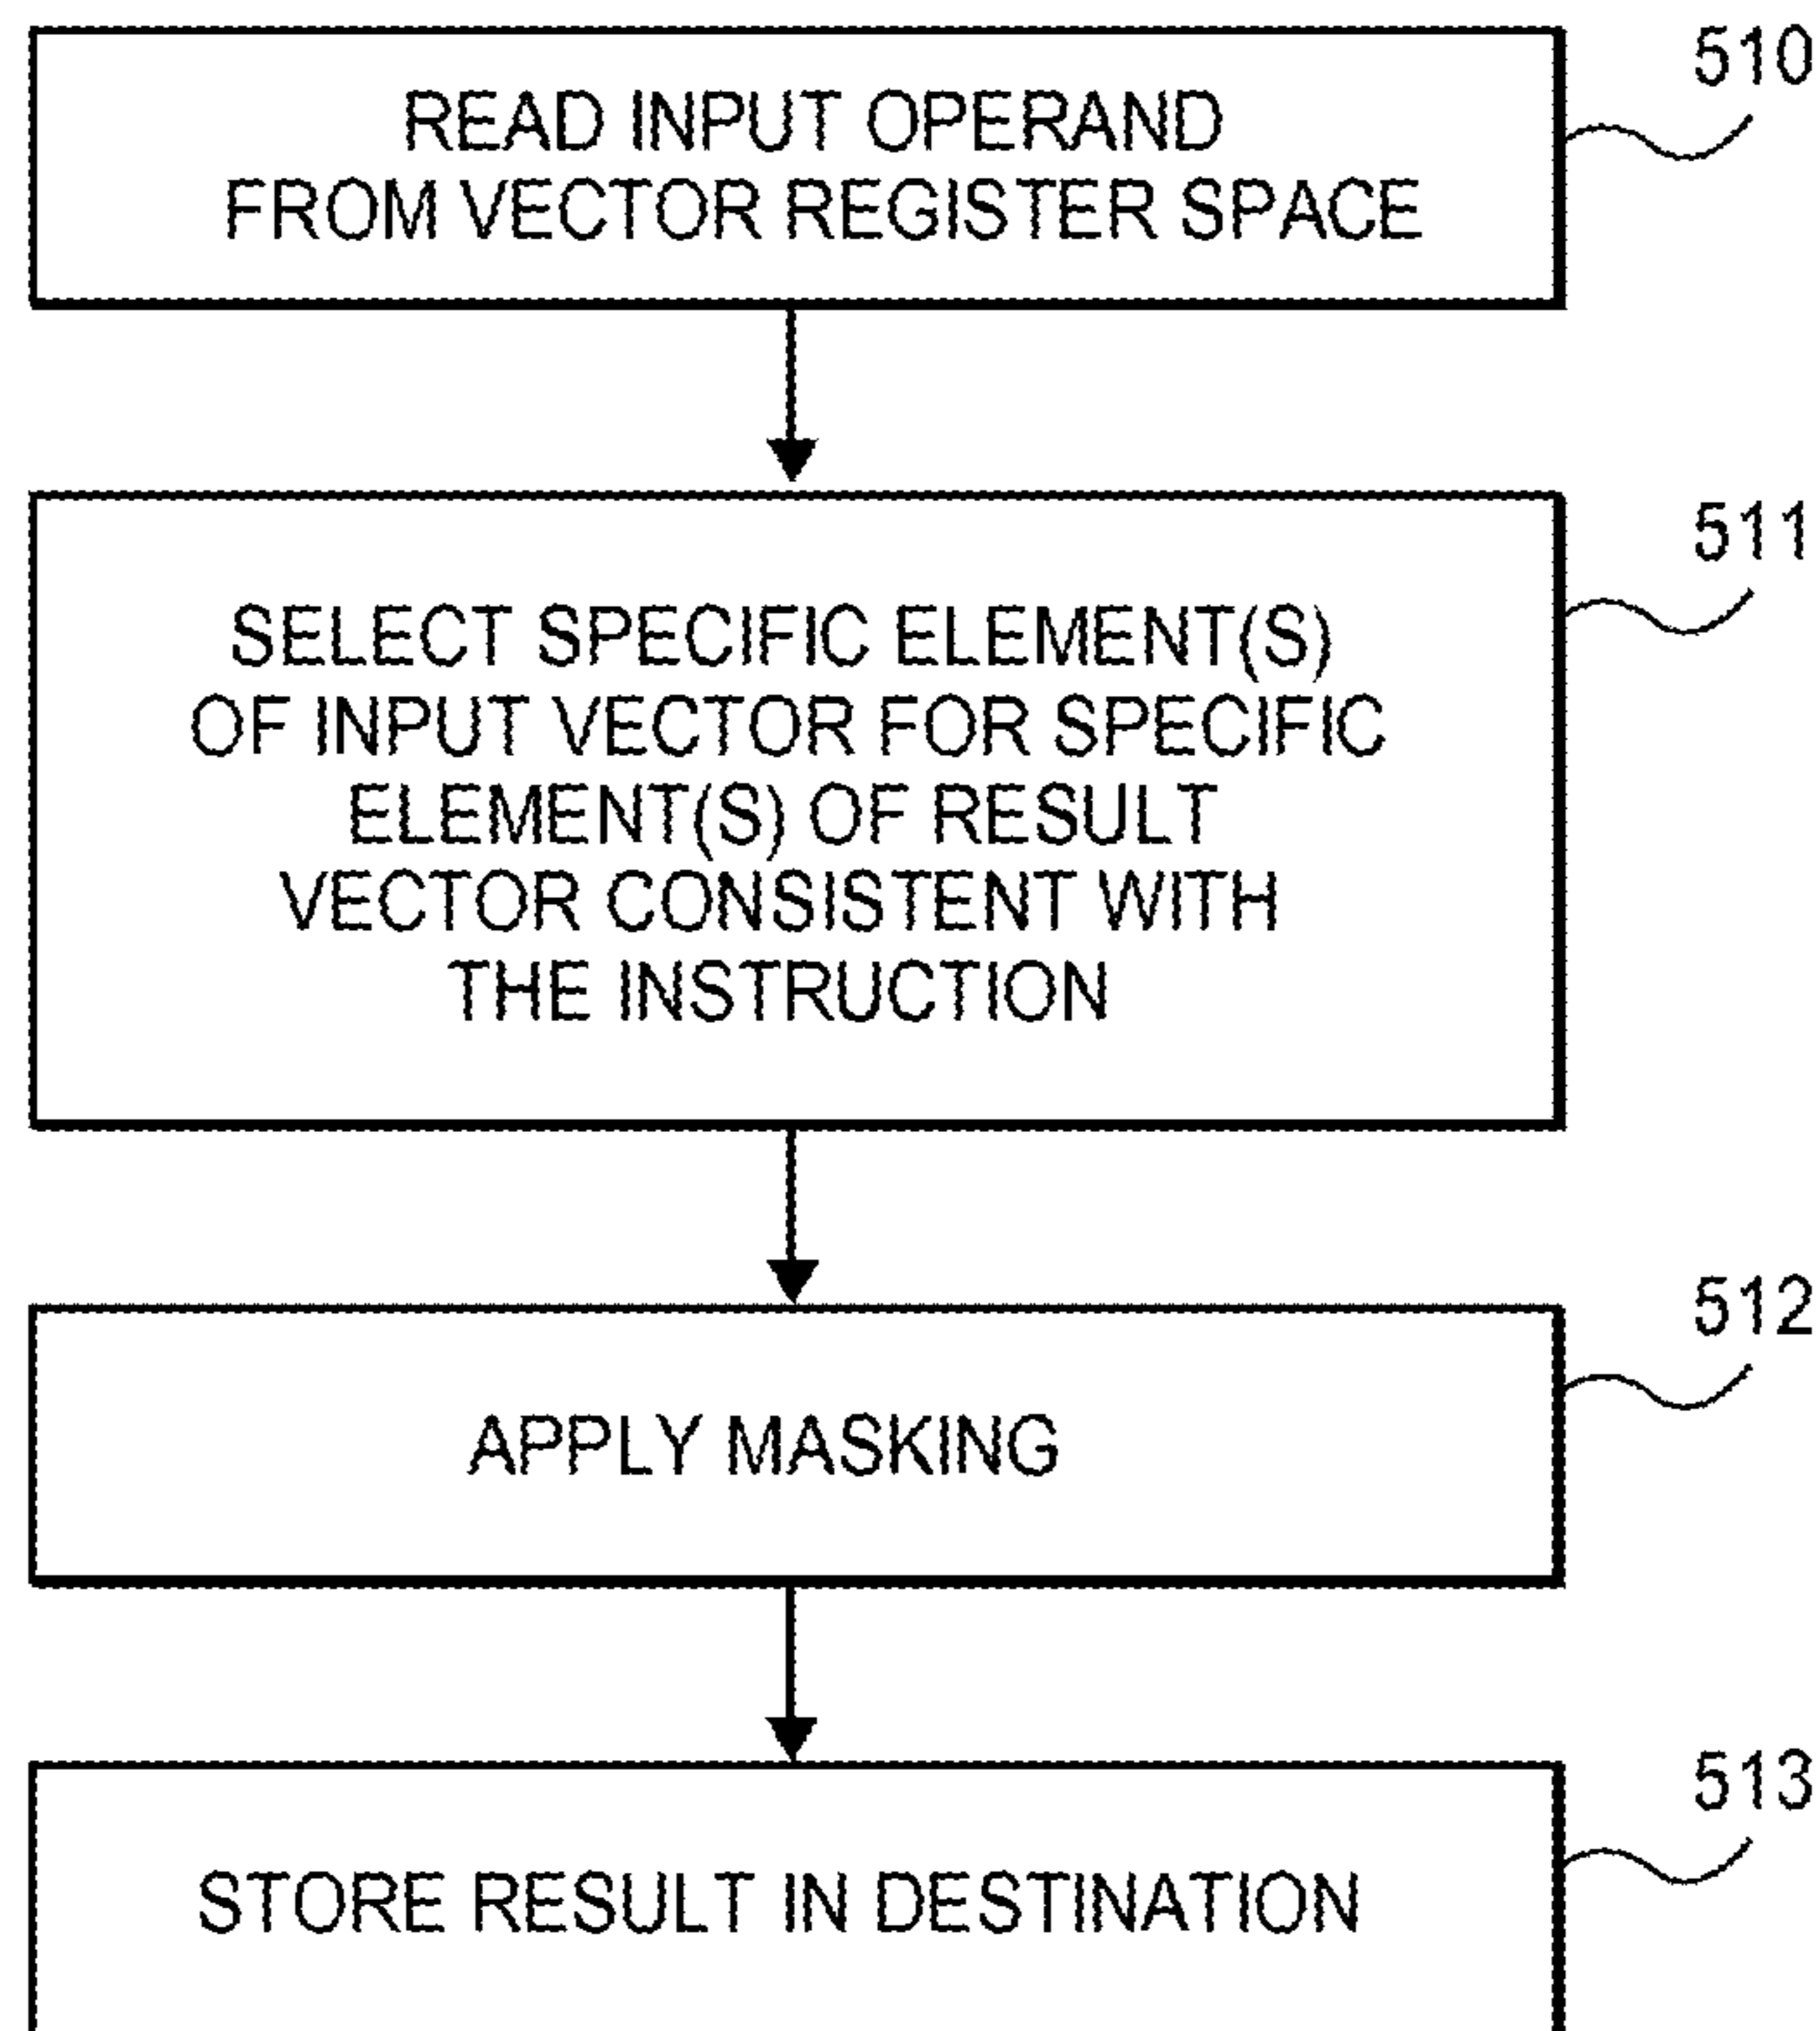 510
READ INPUT OPERAND
FROM VECTOR REGISTER SPACE
511
SELECT SPECIFIC ELEMENT(S)
OF INPUT VECTOR FOR SPECIFIC
ELEMENT(S) OF RESULT
VECTOR CONSISTENT WITH
THE INSTRUCTION
512
APPLY MASKING
513
STORE RESULT IN DESTINATION